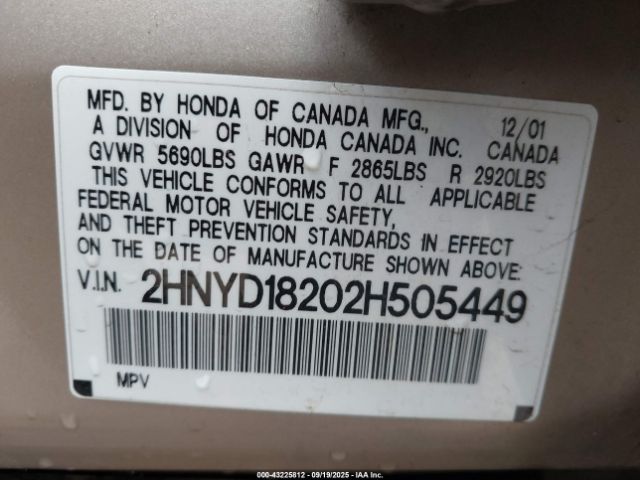 MFD. BY HONDA OF CANADA MFG., 12/01
A DIVISION OF HONDA CANADA INC. CANADA
GVWR 5690LBS GAWR F 2865LBS R 2920LBS
THIS VEHICLE CONFORMS TO ALL APPLICABLE
FEDERAL MOTOR VEHICLE SAFETY,
AND THEFT PREVENTION STANDARDS IN EFFECT
ON THE DATE OF MANUFACTURE SHOWN ABOVE:
V.I.N. 2HNYD18202H505449
MPV
000-43225812 - 09/19/2025 - IAA Inc.